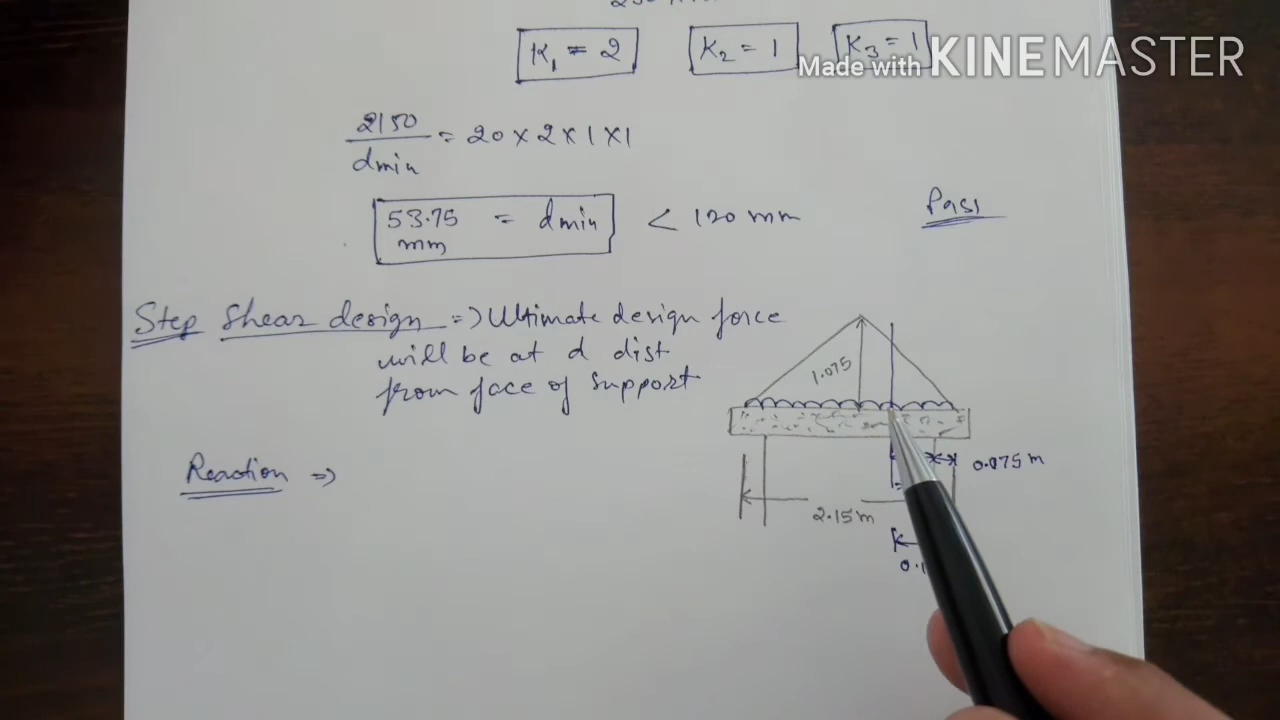 K₁ = 2
K₂ = 1
K₃ = 1
Made with KINEMASTER
2150 / dmin = 20 × 2 × 1 × 1
53.75 mm = dmin < 120 mm
Pass
Step Shear design => Ultimate design force
will be at d dist
from face of support
1.075
Reaction =>
0.075 m
2.15 m